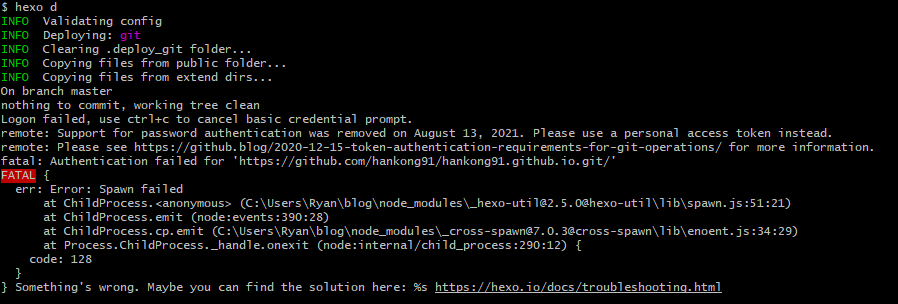 $ hexo d
INFO  Validating config
INFO  Deploying: git
INFO  Clearing .deploy_git folder...
INFO  Copying files from public folder...
INFO  Copying files from extend dirs...
On branch master
nothing to commit, working tree clean
Logon failed, use ctrl+c to cancel basic credential prompt.
remote: Support for password authentication was removed on August 13, 2021. Please use a personal access token instead.
remote: Please see https://github.blog/2020-12-15-token-authentication-requirements-for-git-operations/ for more information.
fatal: Authentication failed for 'https://github.com/hankong91/hankong91.github.io.git/'
FATAL {
  err: Error: Spawn failed
      at ChildProcess.<anonymous> (C:\Users\Ryan\blog\node_modules\_hexo-util@2.5.0@hexo-util\lib\spawn.js:51:21)
      at ChildProcess.emit (node:events:390:28)
      at ChildProcess.cp.emit (C:\Users\Ryan\blog\node_modules\_cross-spawn@7.0.3@cross-spawn\lib\enoent.js:34:29)
      at Process.ChildProcess._handle.onexit (node:internal/child_process:290:12) {
    code: 128
  }
} Something's wrong. Maybe you can find the solution here: %s https://hexo.io/docs/troubleshooting.html